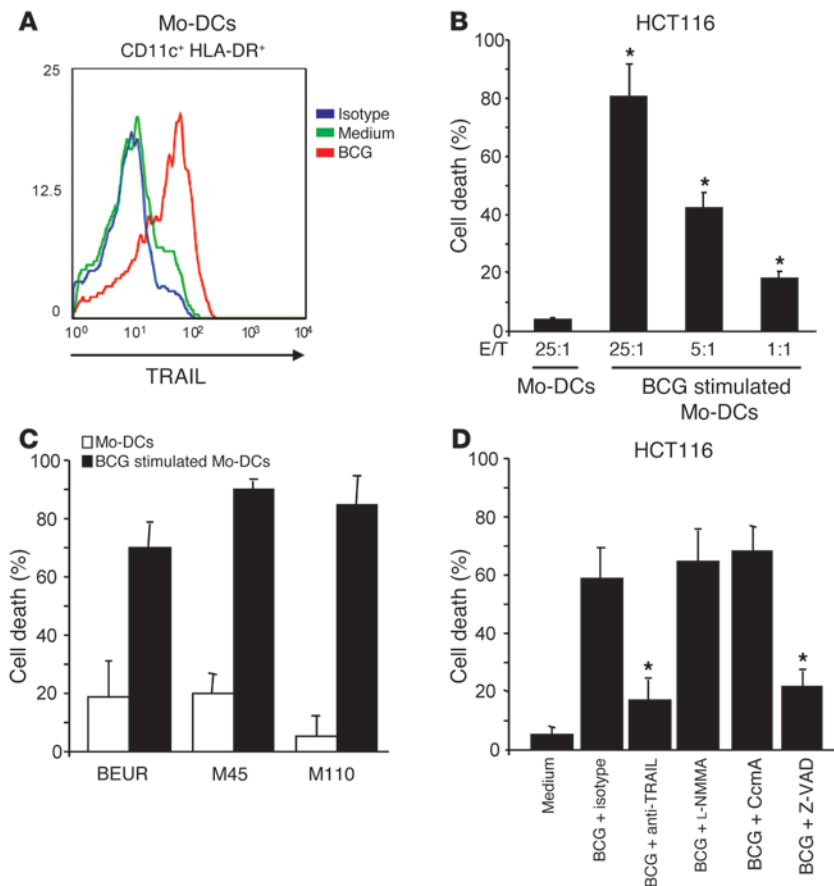 A
Mo-DCs
CD11c⁺ HLA-DR⁺
25
12.5
0
Isotype
Medium
BCG
10⁰ 10¹ 10² 10³ 10⁴
TRAIL
B
HCT116
Cell death (%)
100
80
60
40
20
0
* * *
E/T 25:1 25:1 5:1 1:1
Mo-DCs BCG stimulated
Mo-DCs
C
Mo-DCs
BCG stimulated Mo-DCs
Cell death (%)
100
80
60
40
20
0
BEUR M45 M110
D
HCT116
Cell death (%)
100
80
60
40
20
0
* *
Medium
BCG + isotype
BCG + anti-TRAIL
BCG + L-NMMA
BCG + CcmA
BCG + Z-VAD